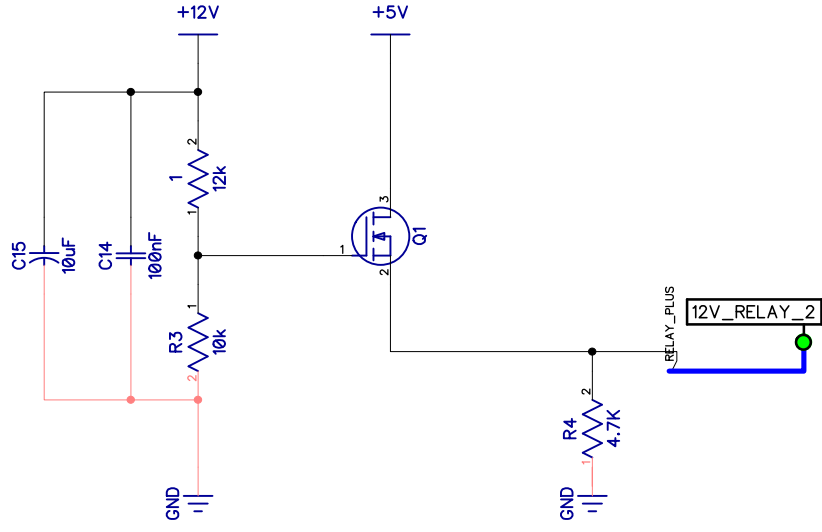 +12V
+5V
2
1
12k
1
3
Q1
1
2
C15
10uF
C14
100nF
1
R3
10k
2
RELAY_PLUS
12V_RELAY_2
2
R4
4.7K
1
GND
GND